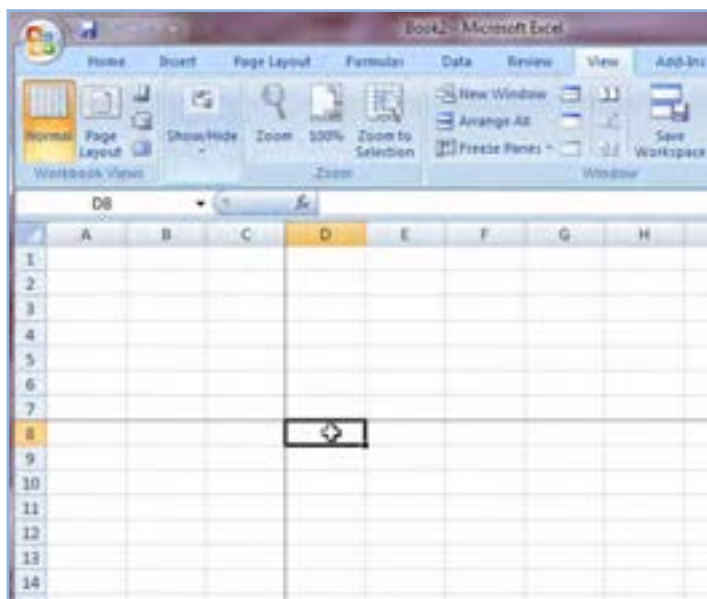 Book2 - Microsoft Excel
Home Insert Page Layout Formulas Data Review View Add-Ins
New Window
Arrange All
Freeze Panes
Normal Page Layout Show/Hide Zoom 100% Zoom to Selection Save Workspace
Workbook Views Zoom Window
D8 fx
A B C D E F G H
1
2
3
4
5
6
7
8
9
10
11
12
13
14